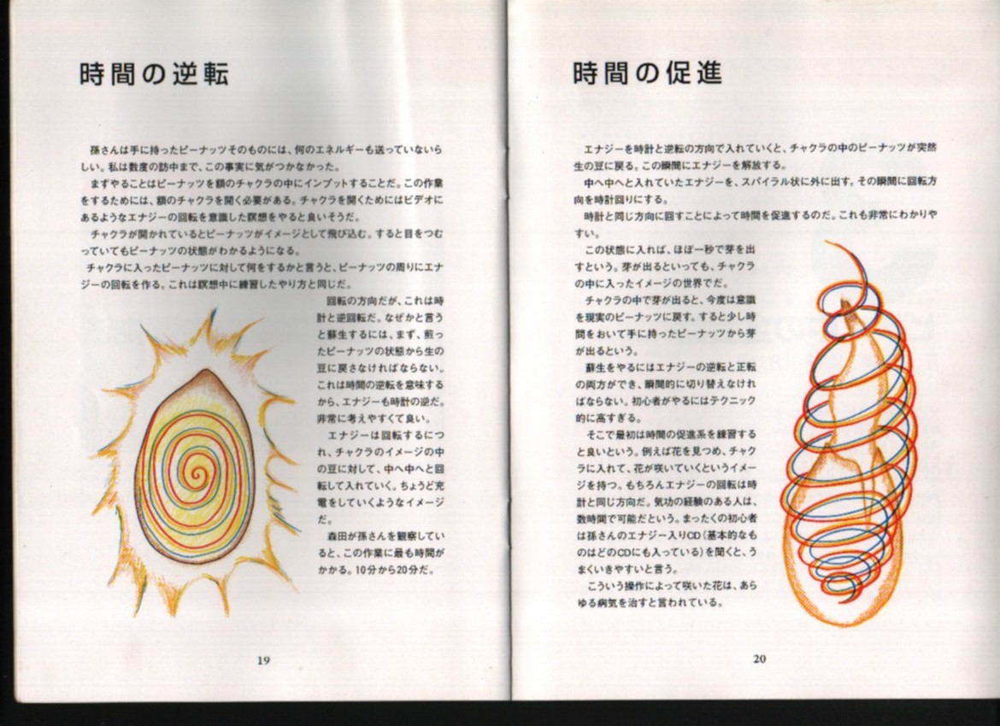 時間の逆転
孫さんは手に持ったピーナッツそのものには、何のエネルギーも送っていないら
しい。私は数度の訪中まで、この事実に気がつかなかった。
まずやることはピーナッツを額のチャクラの中にインプットすることだ。この作業
をするためには、額のチャクラを開く必要がある。チャクラを開くためにはビデオに
あるようなエナジーの回転を意識した瞑想をやると良いそうだ。
チャクラが開かれているとピーナッツがイメージとして飛び込む。すると目をつむ
っていてもピーナッツの状態がわかるようになる。
チャクラに入ったピーナッツに対して何をするかと言うと、ピーナッツの周りにエナ
ジーの回転を作る。これは瞑想中に練習したやり方と同じだ。
回転の方向だが、これは時
計と逆回転だ。なぜかと言う
と蘇生するには、まず、煎っ
たピーナッツの状態から生の
豆に戻さなければならない。
これは時間の逆転を意味する
から、エナジーも時計の逆だ。
非常に考えやすくて良い。
エナジーは回転するにつ
れ、チャクラのイメージの中
の豆に対して、中へ中へと回
転して入れていく。ちょうど充
電をしていくようなイメージ
だ。
森田が孫さんを観察してい
ると、この作業に最も時間が
かかる。10分から20分だ。
19
時間の促進
エナジーを時計と逆転の方向で入れていくと、チャクラの中のピーナッツが突然
生の豆に戻る。この瞬間にエナジーを解放する。
中へ中へと入れていたエナジーを、スパイラル状に外に出す。その瞬間に回転方
向を時計回りにする。
時計と同じ方向に回すことによって時間を促進するのだ。これも非常にわかりや
すい。
この状態に入れば、ほぼ一秒で芽を出
すという。芽が出るといっても、チャクラ
の中に入ったイメージの世界でだ。
チャクラの中で芽が出ると、今度は意識
を現実のピーナッツに戻す。すると少し時
間をおいて手に持ったピーナッツから芽
が出るという。
蘇生をやるにはエナジーの逆転と正転
の両方ができ、瞬間的に切り替えなけれ
ばならない。初心者がやるにはテクニック
的に高すぎる。
そこで最初は時間の促進系を練習する
と良いという。例えば花を見つめ、チャク
ラに入れて、花が咲いていくというイメー
ジを持つ。もちろんエナジーの回転は時
計と同じ方向だ。気功の経験のある人は、
数時間で可能だという。まったくの初心者
は孫さんのエナジー入りCD（基本的なも
のはどのCDにも入っている）を聞くと、う
まくいきやすいと言う。
こういう操作によって咲いた花は、あら
ゆる病気を治すと言われている。
20